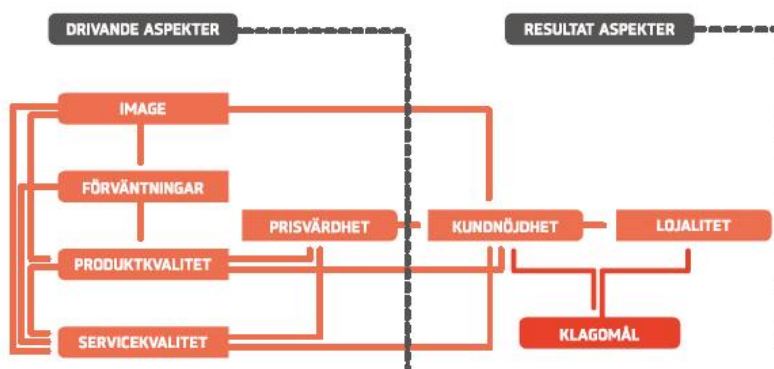 DRIVANDE ASPEKTER
RESULTAT ASPEKTER
IMAGE
FÖRVÄNTNINGAR
PRISVÄRDHET
KUNDNÖJDHET
LOJALITET
PRODUKTKVALITET
SERVICEKVALITET
KLAGOMÅL